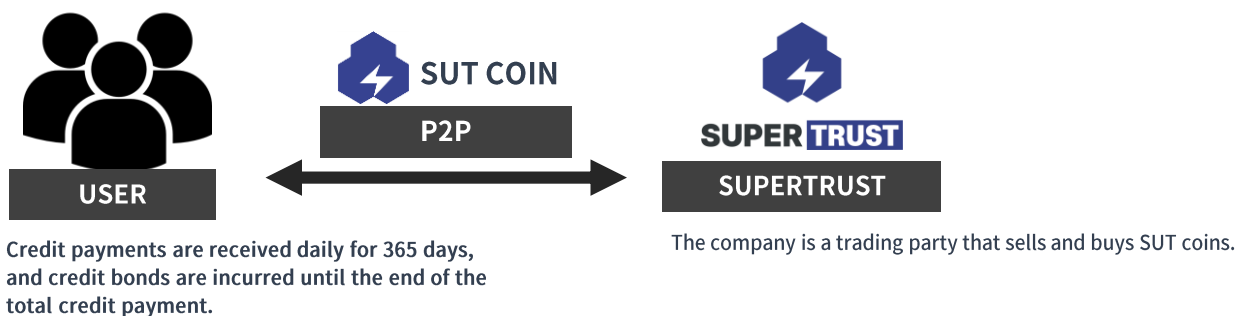 SUT COIN
P2P
USER
Credit payments are received daily for 365 days,
and credit bonds are incurred until the end of the
total credit payment.
SUPER TRUST
SUPERTRUST
The company is a trading party that sells and buys SUT coins.